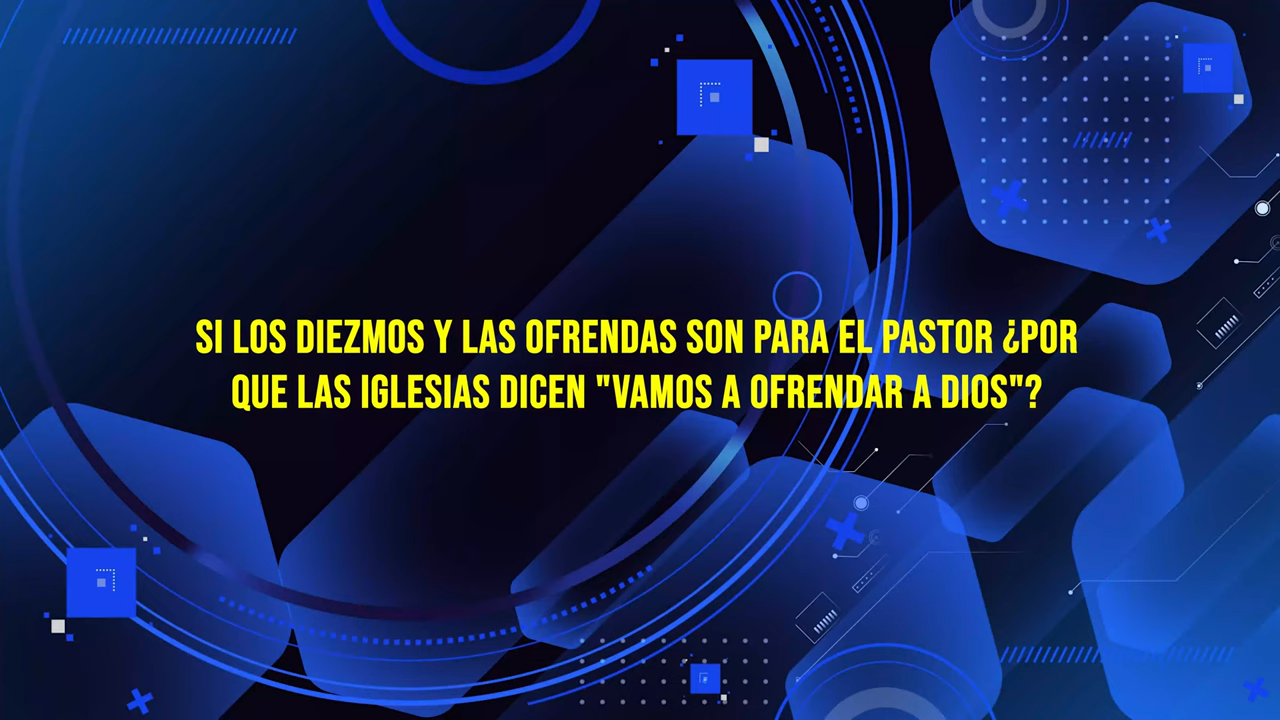 SI LOS DIEZMOS Y LAS OFRENDAS SON PARA EL PASTOR ¿POR
QUE LAS IGLESIAS DICEN "VAMOS A OFRENDAR A DIOS"?